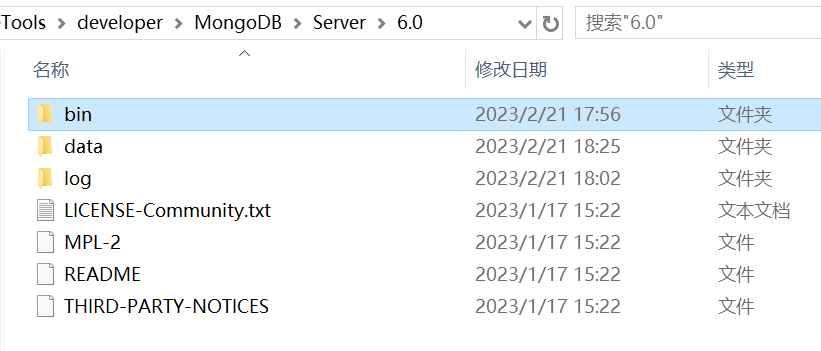 Tools > developer > MongoDB > Server > 6.0 搜索"6.0"
名称 修改日期 类型
bin 2023/2/21 17:56 文件夹
data 2023/2/21 18:25 文件夹
log 2023/2/21 18:02 文件夹
LICENSE-Community.txt 2023/1/17 15:22 文本文档
MPL-2 2023/1/17 15:22 文件
README 2023/1/17 15:22 文件
THIRD-PARTY-NOTICES 2023/1/17 15:22 文件